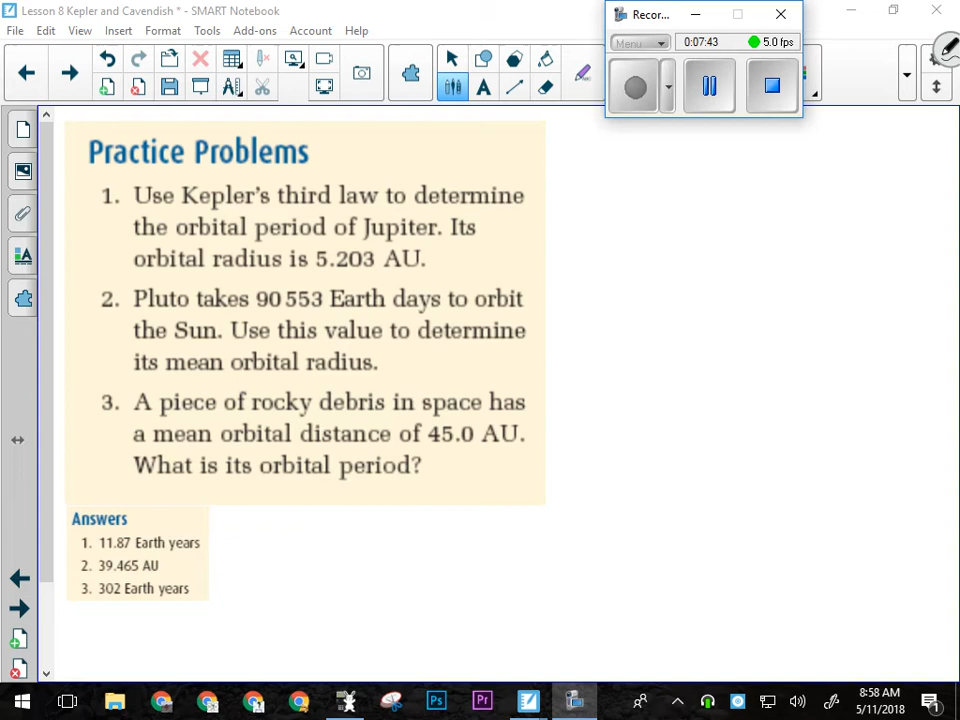 Lesson 8 Kepler and Cavendish * - SMART Notebook
File Edit View Insert Format Tools Add-ons Account Help
Recor...
Menu
0:07:43
5.0 fps
Practice Problems
1. Use Kepler's third law to determine
the orbital period of Jupiter. Its
orbital radius is 5.203 AU.
2. Pluto takes 90 553 Earth days to orbit
the Sun. Use this value to determine
its mean orbital radius.
3. A piece of rocky debris in space has
a mean orbital distance of 45.0 AU.
What is its orbital period?
Answers
1. 11.87 Earth years
2. 39.465 AU
3. 302 Earth years
Ps
Pr
8:58 AM
5/11/2018
1